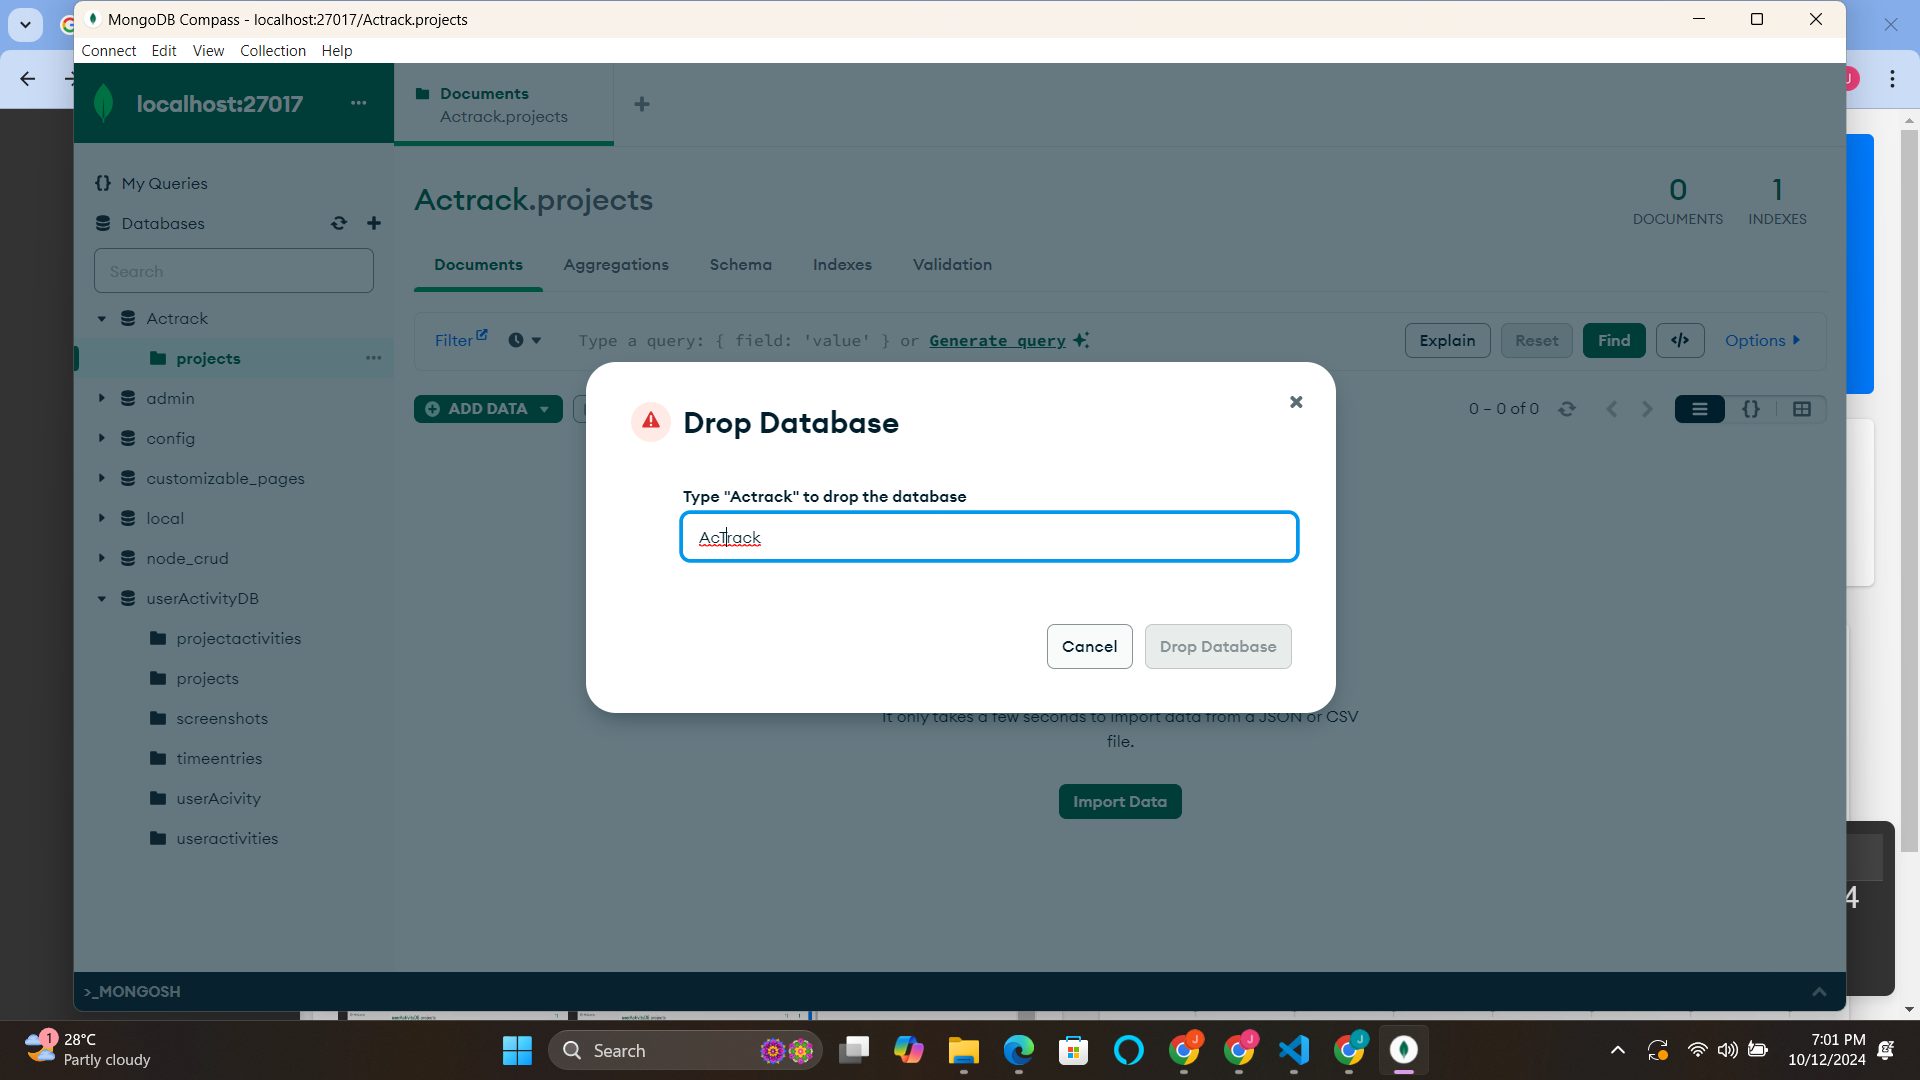 MongoDB Compass - localhost:27017/Actrack.projects
Connect Edit View Collection Help
localhost:27017
Documents
Actrack.projects
My Queries
Databases
Search
Actrack
projects
admin
config
customizable_pages
local
node_crud
userActivityDB
projectactivities
projects
screenshots
timeentries
userAcivity
useractivities
Actrack.projects
0
DOCUMENTS
1
INDEXES
Documents Aggregations Schema Indexes Validation
Filter
Type a query: { field: 'value' } or Generate query
Explain Reset Find </> Options
ADD DATA
0 – 0 of 0
{}
Drop Database
Type "Actrack" to drop the database
AcTrack
Cancel Drop Database
It only takes a few seconds to import data from a JSON or CSV
file.
Import Data
>_MONGOSH
4
1
28°C
Partly cloudy
Search
J
J
J
J
7:01 PM
10/12/2024